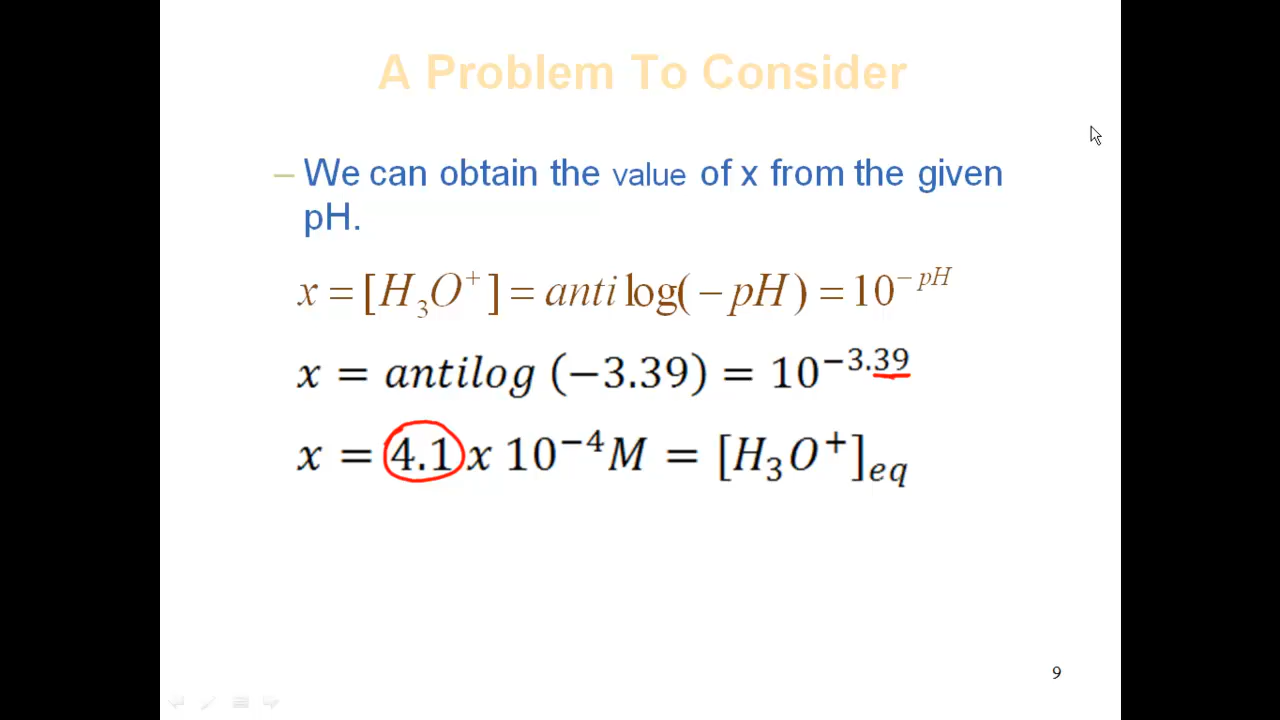 A Problem To Consider
– We can obtain the value of x from the given
pH.
x = [H₃O⁺] = antilog(− pH) = 10^{− pH}
x = antilog (−3.39) = 10^{−3.39}
x = 4.1 x 10^{−4} M = [H₃O⁺]_{eq}
9